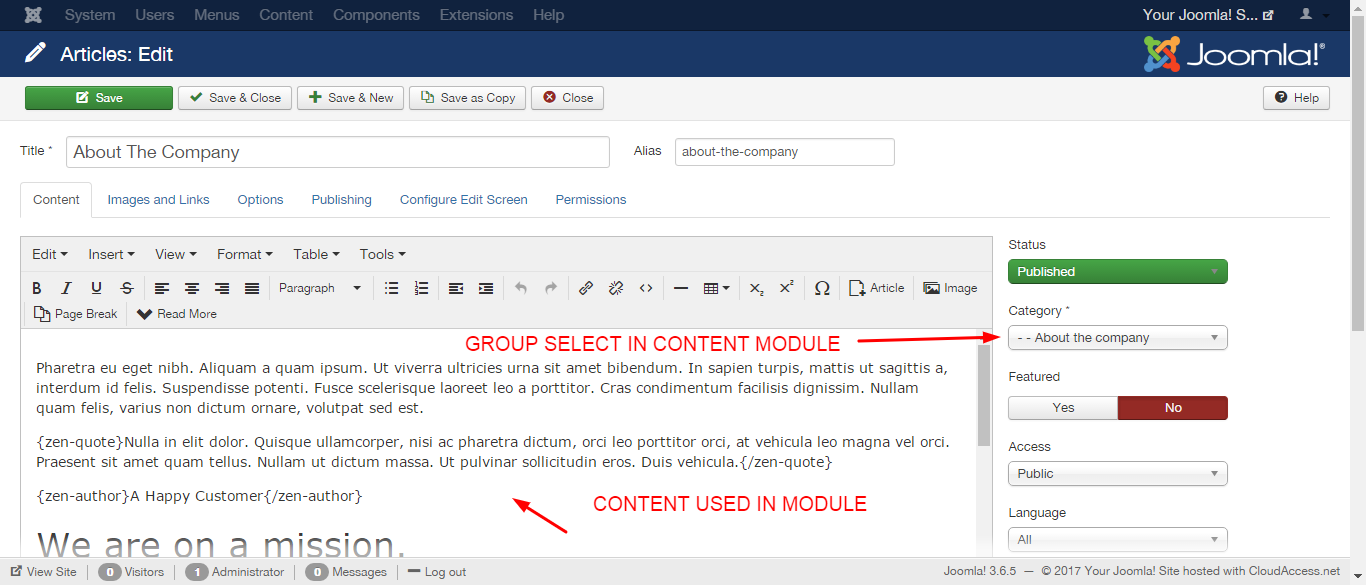 System Users Menus Content Components Extensions Help Your Joomla! S...
Articles: Edit Joomla!®
Save Save & Close Save & New Save as Copy Close Help
Title * About The Company Alias about-the-company
Content Images and Links Options Publishing Configure Edit Screen Permissions
Edit Insert View Format Table Tools
B I U S Paragraph Ω Article Image
Page Break Read More
Status
Published
Category *
- - About the company
Featured
Yes No
Access
Public
Language
All
GROUP SELECT IN CONTENT MODULE
Pharetra eu eget nibh. Aliquam a quam ipsum. Ut viverra ultricies urna sit amet bibendum. In sapien turpis, mattis ut sagittis a,
interdum id felis. Suspendisse potenti. Fusce scelerisque laoreet leo a porttitor. Cras condimentum facilisis dignissim. Nullam
quam felis, varius non dictum ornare, volutpat sed est.
{zen-quote}Nulla in elit dolor. Quisque ullamcorper, nisi ac pharetra dictum, orci leo porttitor orci, at vehicula leo magna vel orci.
Praesent sit amet quam tellus. Nullam ut dictum massa. Ut pulvinar sollicitudin eros. Duis vehicula.{/zen-quote}
{zen-author}A Happy Customer{/zen-author}
CONTENT USED IN MODULE
We are on a mission.
View Site 0 Visitors 1 Administrator 0 Messages Log out Joomla! 3.6.5 — © 2017 Your Joomla! Site hosted with CloudAccess.net